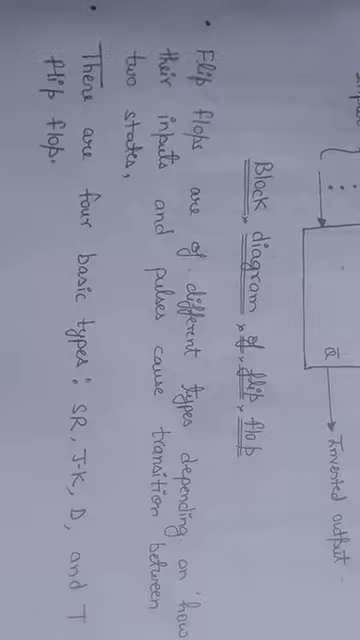 Q̄
Inverted output
Block diagram of flip flop
• Flip flops are of different types depending on how
their inputs and pulses cause transition between
two states,
• There are four basic types: SR, J-K, D, and T
flip flop.